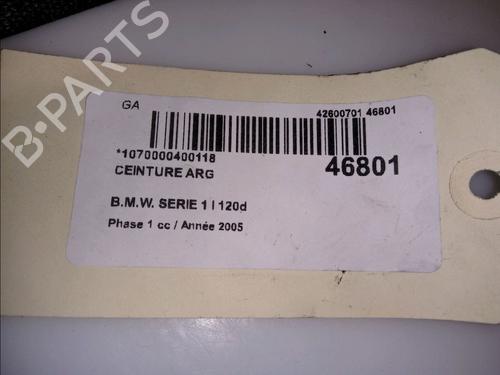 B-PARTS
GA
42600701 46801
*1070000400118
46801
CEINTURE ARG
B.M.W. SERIE 1 I 120d
Phase 1 cc / Année 2005